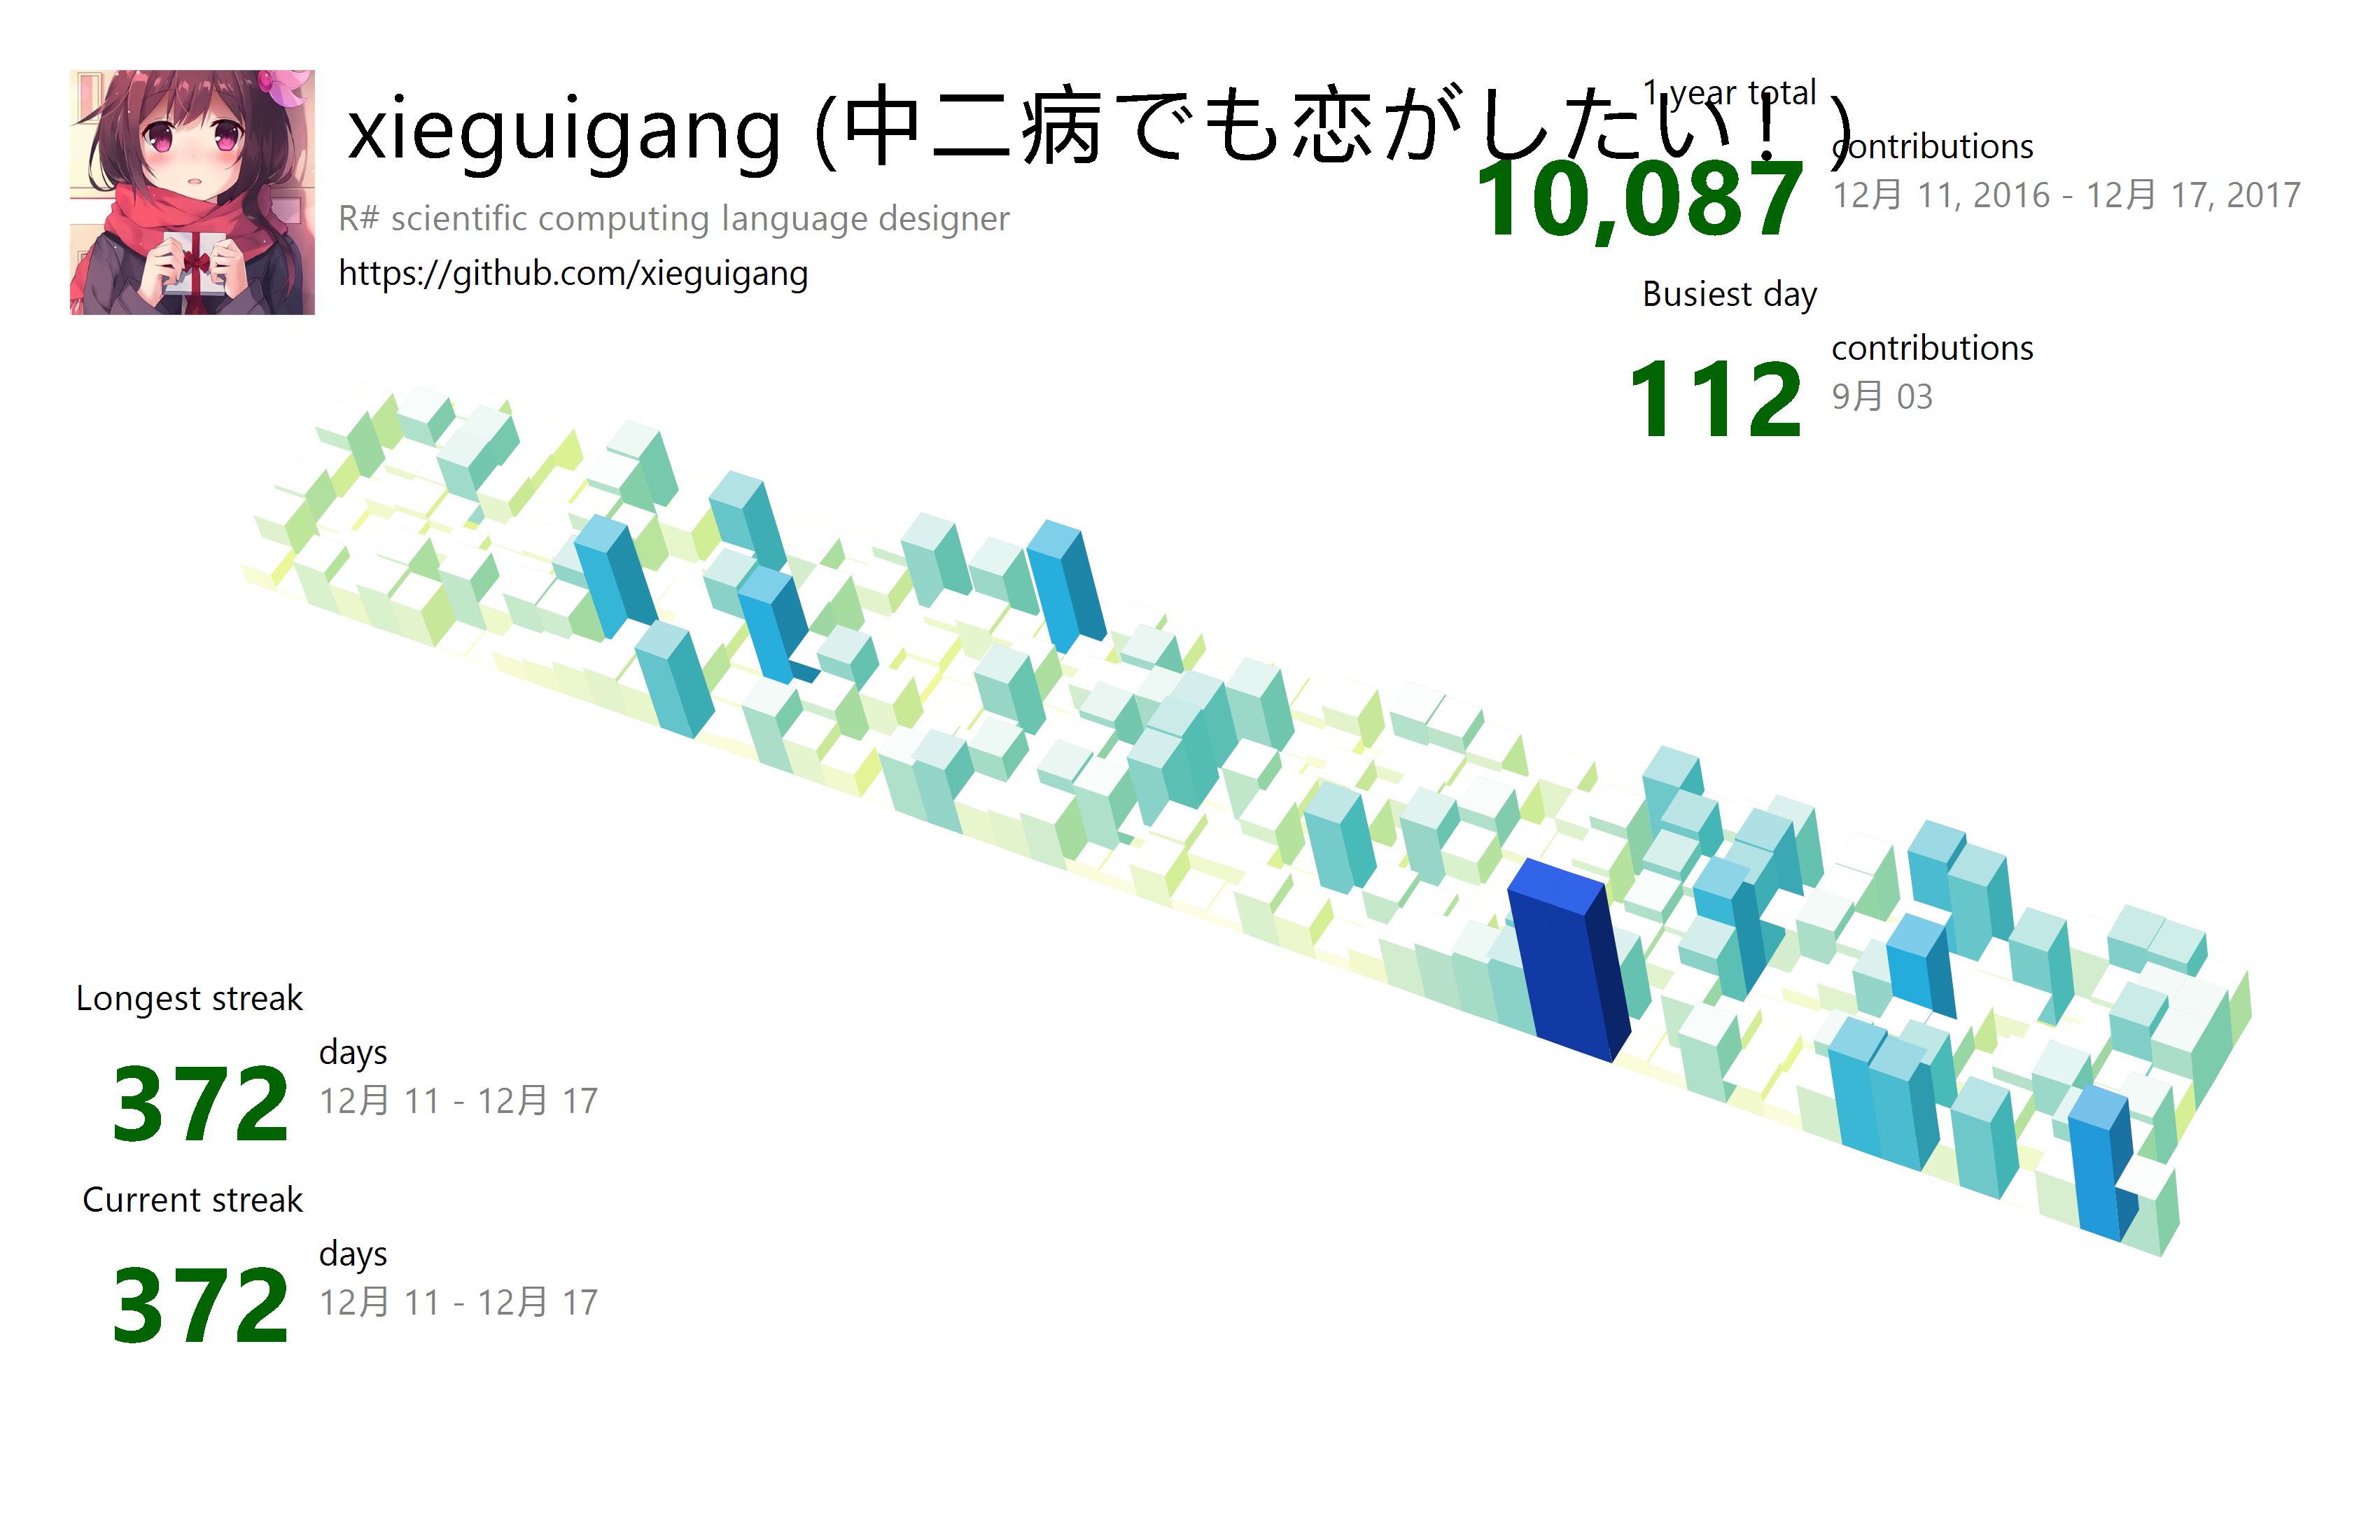 xieguigang (中二病でも恋がしたい！)
R# scientific computing language designer
https://github.com/xieguigang
1 year total
contributions
10,087
12月 11, 2016 - 12月 17, 2017
Busiest day
contributions
112
9月 03
Longest streak
days
372
12月 11 - 12月 17
Current streak
days
372
12月 11 - 12月 17